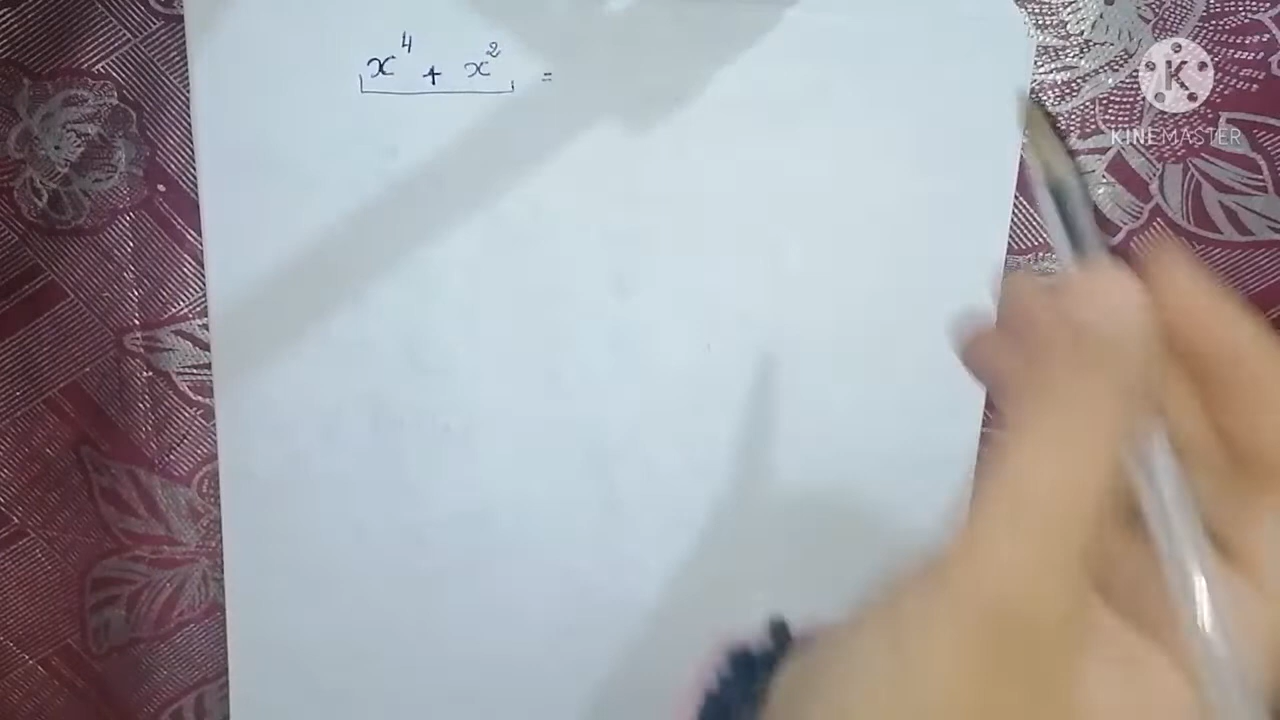 x⁴ + x² =
K
KINEMASTER